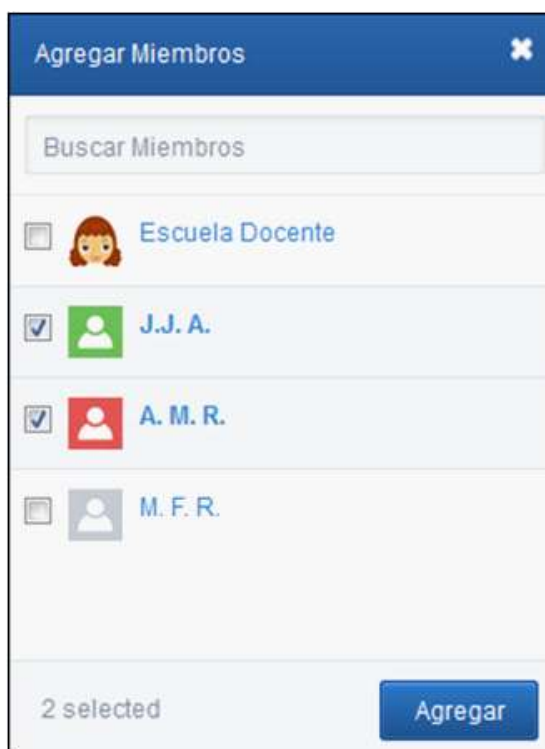 Agregar Miembros
Buscar Miembros
Escuela Docente
J.J. A.
A. M. R.
M. F. R.
2 selected
Agregar